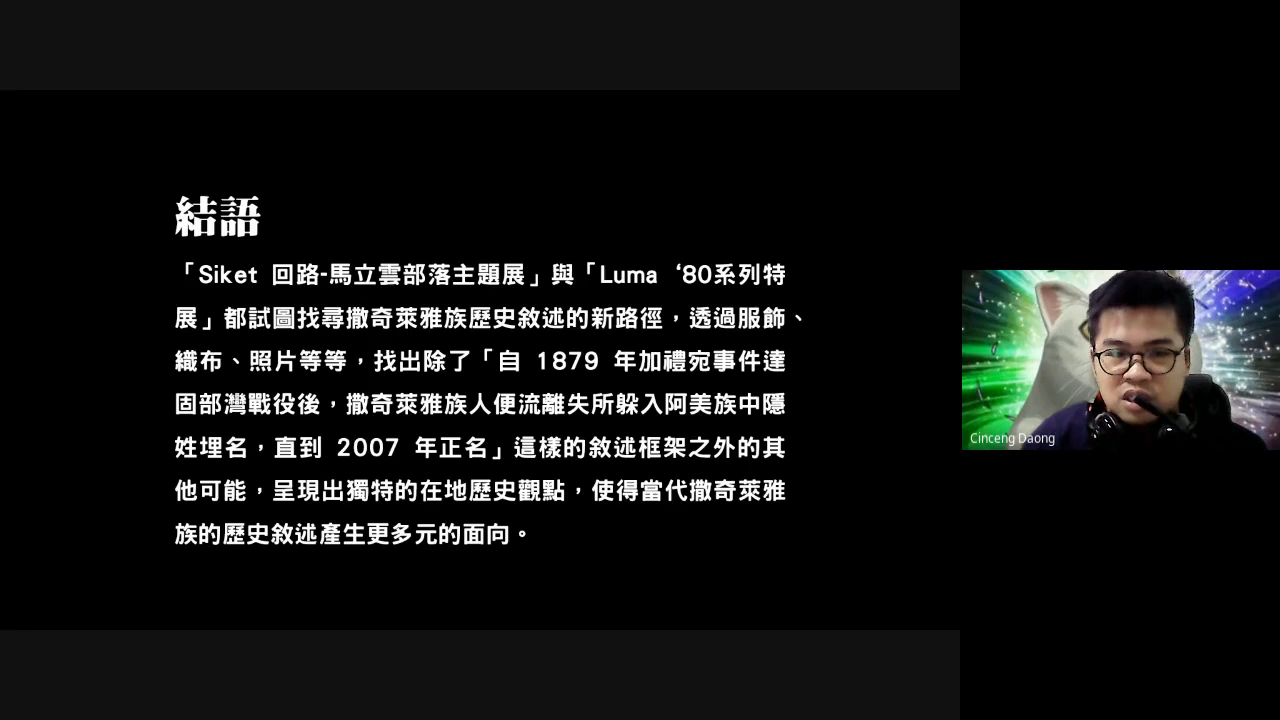 結語
「Siket 回路-馬立雲部落主題展」與「Luma ‘80系列特
展」都試圖找尋撒奇萊雅族歷史敘述的新路徑，透過服飾、
織布、照片等等，找出除了「自 1879 年加禮宛事件達
固部灣戰役後，撒奇萊雅族人便流離失所躲入阿美族中隱
姓埋名，直到 2007 年正名」這樣的敘述框架之外的其
他可能，呈現出獨特的在地歷史觀點，使得當代撒奇萊雅
族的歷史敘述產生更多元的面向。
Cinceng Daong